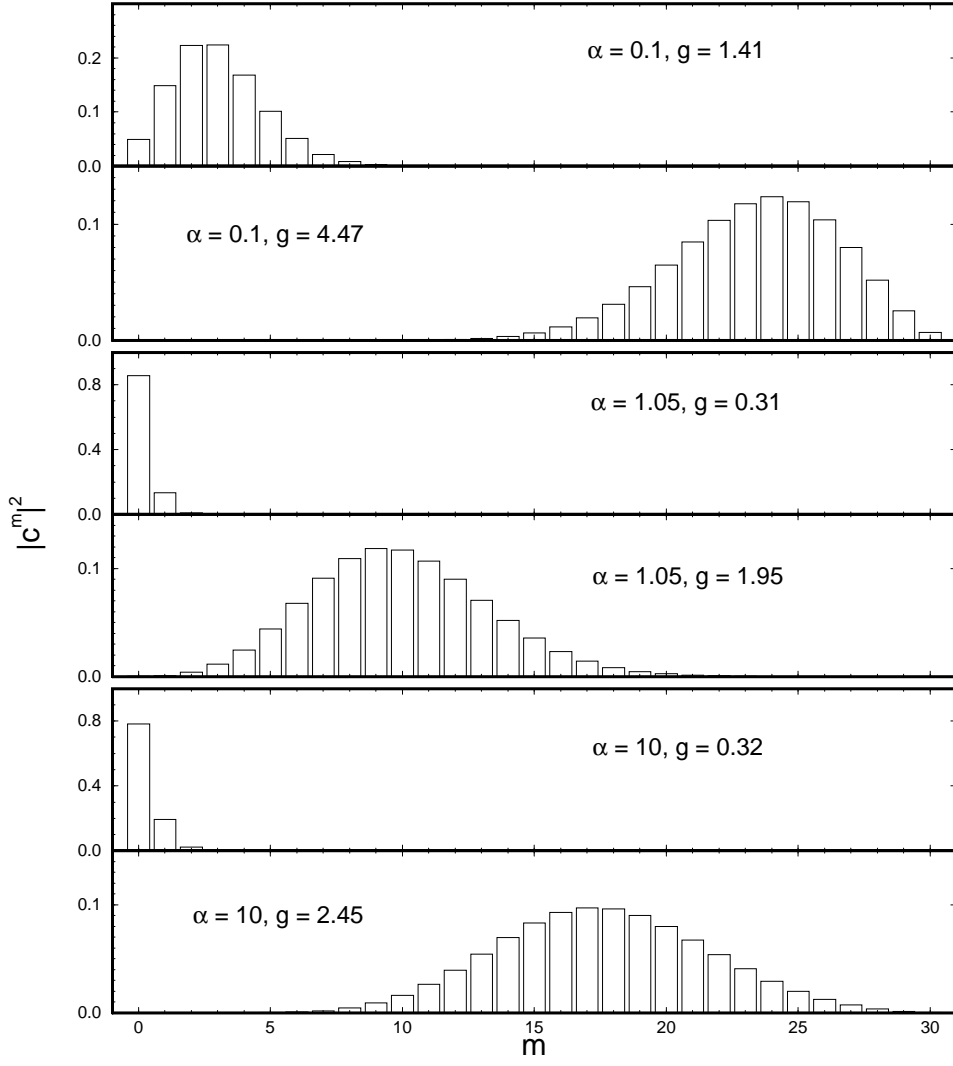 0.2
α = 0.1, g = 1.41
0.1
0.0
0.1
α = 0.1, g = 4.47
0.0
0.8
α = 1.05, g = 0.31
0.4
0.0
|c^m|^2
0.1
α = 1.05, g = 1.95
0.0
0.8
α = 10, g = 0.32
0.4
0.0
0.1
α = 10, g = 2.45
0.0
0 5 10 15 20 25 30
m